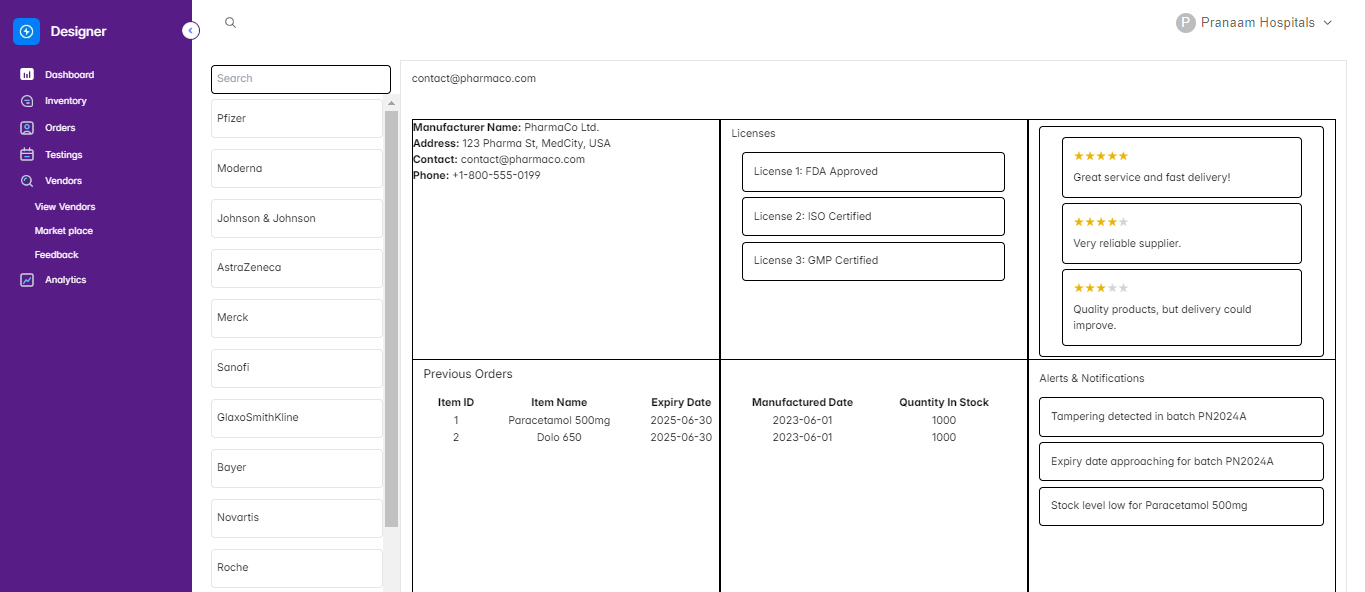 Designer
Dashboard
Inventory
Orders
Testings
Vendors
View Vendors
Market place
Feedback
Analytics
P Pranaam Hospitals
Search
Pfizer
Moderna
Johnson & Johnson
AstraZeneca
Merck
Sanofi
GlaxoSmithKline
Bayer
Novartis
Roche
contact@pharmaco.com
Manufacturer Name: PharmaCo Ltd.
Address: 123 Pharma St, MedCity, USA
Contact: contact@pharmaco.com
Phone: +1-800-555-0199
Licenses
License 1: FDA Approved
License 2: ISO Certified
License 3: GMP Certified
★★★★★
Great service and fast delivery!
★★★★★
Very reliable supplier.
★★★★★
Quality products, but delivery could
improve.
Previous Orders
Item ID Item Name Expiry Date Manufactured Date Quantity In Stock
1 Paracetamol 500mg 2025-06-30 2023-06-01 1000
2 Dolo 650 2025-06-30 2023-06-01 1000
Alerts & Notifications
Tampering detected in batch PN2024A
Expiry date approaching for batch PN2024A
Stock level low for Paracetamol 500mg